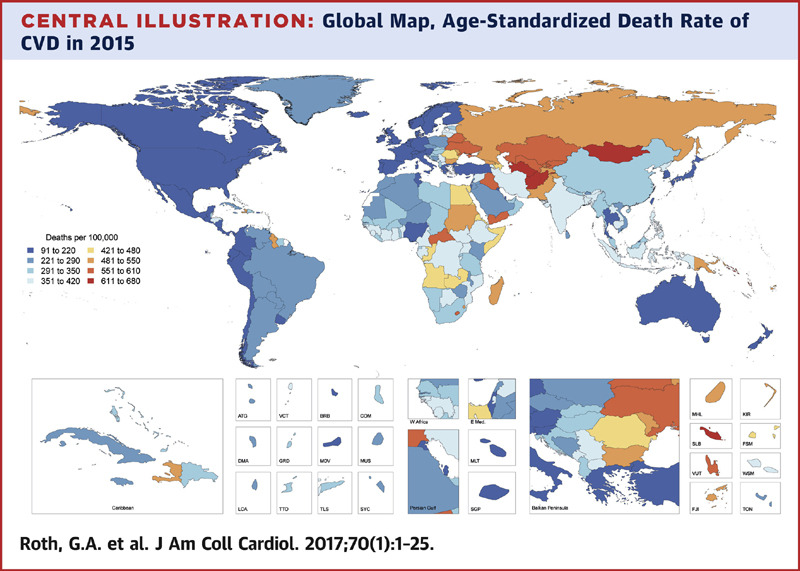 CENTRAL ILLUSTRATION: Global Map, Age-Standardized Death Rate of
CVD in 2015
Deaths per 100,000
91 to 220 421 to 480
221 to 290 481 to 550
291 to 350 551 to 610
351 to 420 611 to 680
ATG VCT BRB COM
W Africa E Med.
MHL KIR
DMA GRD MDV MUS
MLT
SLB FSM
VUT WSM
LCA TTO TLS SYC
Caribbean
Persian Gulf
SGP
Balkan Peninsula
FJI TON
Roth, G.A. et al. J Am Coll Cardiol. 2017;70(1):1–25.